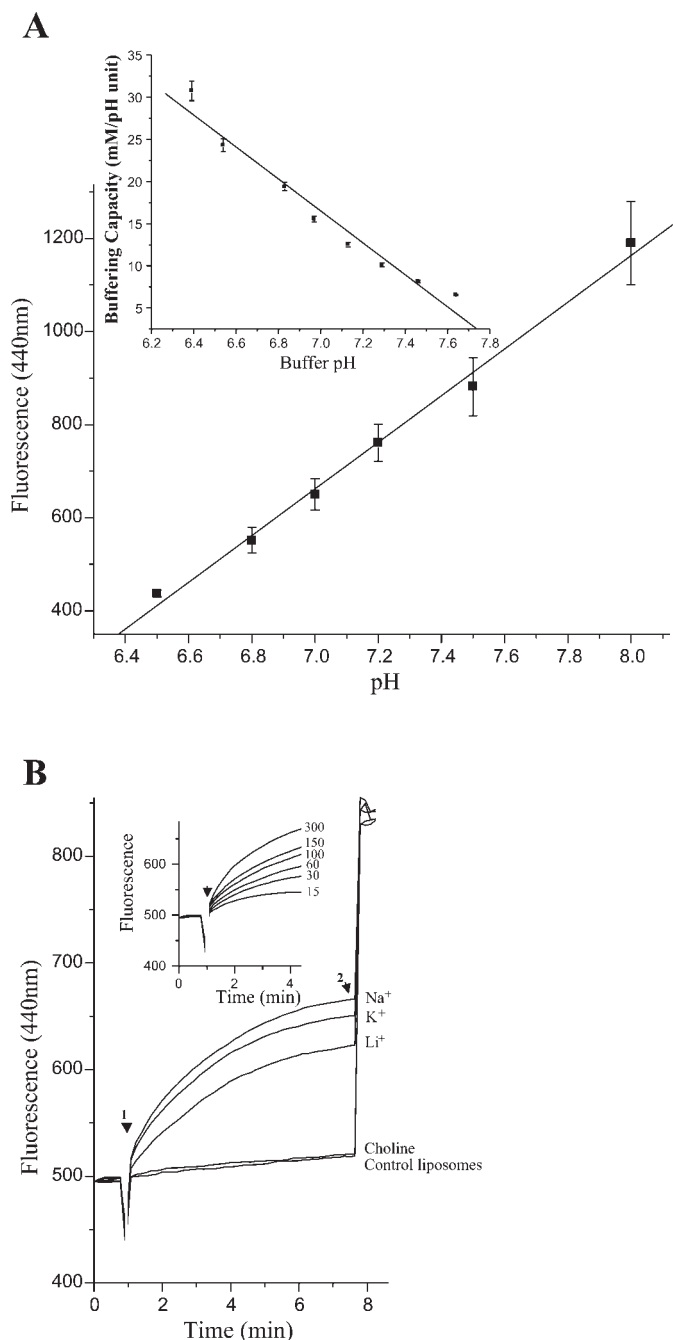 A
Buffering Capacity (mM/pH unit)
35
30
25
20
15
10
5
6.2 6.4 6.6 6.8 7.0 7.2 7.4 7.6 7.8
Buffer pH
Fluorescence (440nm)
1200
1000
800
600
400
6.4 6.6 6.8 7.0 7.2 7.4 7.6 7.8 8.0
pH
B
Fluorescence
600
500
400
300
150
100
60
30
15
0 2 4
Time (min)
Fluorescence (440nm)
800
700
600
500
400
1
2
Na⁺
K⁺
Li⁺
Choline
Control liposomes
0 2 4 6 8
Time (min)